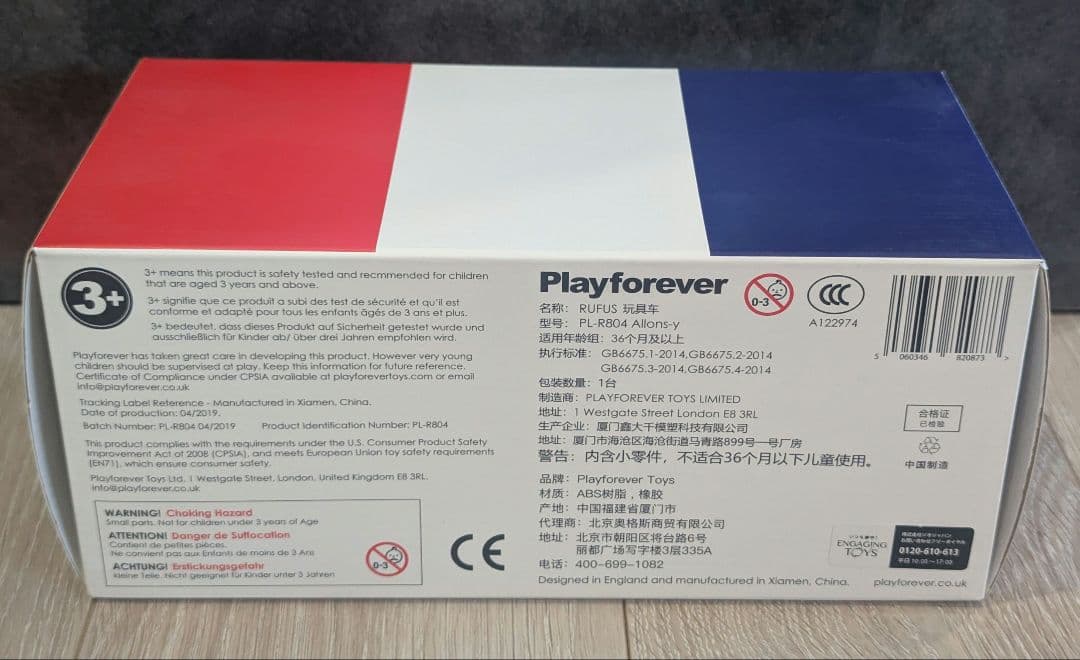 3+
3+ means this product is safety tested and recmmended for children
that are aged 3 years and above.
3+ signifie que ce produit a subi des test de sécurité et qu'il est
conforme et adapté pour tous les enfants âgés de 3 ans et plus.
3+ bedeutet, dass dieses Produkt auf Sicherheit getestet wurde und
ausschließlich für Kinder ab/ über drei Jahren empfohlen wird.
Playforever has taken great care in developing this product. However very young
children should be supervised at play. Keep this information for future reference.
Certificate of Compliance under CPSIA available at playforevertoys.com or email
info@playforever.co.uk
Tracking Label Reference - Manufactured in Xiamen, China.
Date of production: 04/2019.
Batch Number: PL-R804 04/2019 Product Identification Number: PL-R804
This product complies with the requirements under the U.S. Consumer Product Safety
Improvement Act of 2008 (CPSIA), and meets European Union toy safety requirements
(EN71), which ensure consumer safety.
Playforever Toys Ltd, 1 Westgate Street, London, United Kingdom E8 3RL.
info@playforever.co.uk
WARNING! Choking Hazard
Small parts. Not for children under 3 years of Age
ATTENTION! Danger de Suffocation
Contient de petites pièces.
Ne convient pas aux Enfants de moins de 3 Ans
ACHTUNG! Erstickungsgefahr
Kleine Teile. Nicht geeignet für Kinder unter 3 Jahren
0-3
CE
Playforever
0-3
CCC
A122974
名称: RUFUS 玩具车
型号: PL-R804 Allons-y
适用年龄组: 36个月及以上
执行标准: GB6675.1-2014,GB6675.2-2014
GB6675.3-2014,GB6675.4-2014
包装数量: 1台
制造商: PLAYFOREVER TOYS LIMITED
地址: 1 Westgate Street London E8 3RL
生产企业: 厦门鑫大千模塑科技有限公司
地址: 厦门市海沧区海沧街道马青路899号一号厂房
警告: 内含小零件，不适合36个月以下儿童使用。
品牌: Playforever Toys
材质: ABS树脂, 橡胶
产地: 中国福建省厦门市
代理商: 北京奥格斯商贸有限公司
地址: 北京市朝阳区将台路6号
丽都广场写字楼3层335A
电话: 400-699-1082
Designed in England and manufactured in Xiamen, China. playforever.co.uk
5 060346 820873 >
合格证
已检验
中国制造
ENGAGING
TOYS
0120-610-613
平日10:00~17:00